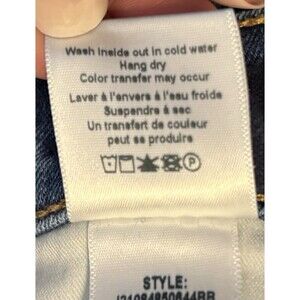 Wash inside out in cold water
Hang dry
Color transfer may occur
Laver à l'envers à l'eau froide
Suspendre à sec
Un transfert de couleur
peut se produire
P
STYLE: